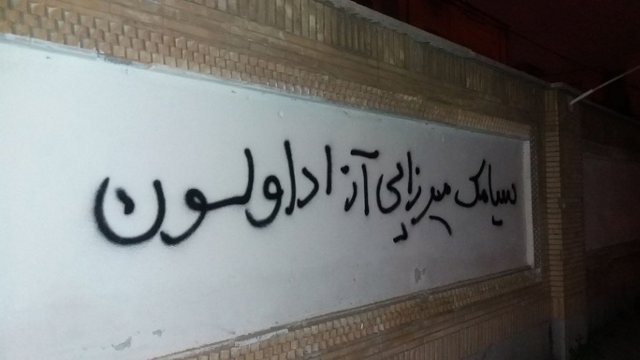 سیامک میرزایی آزاد اولسون